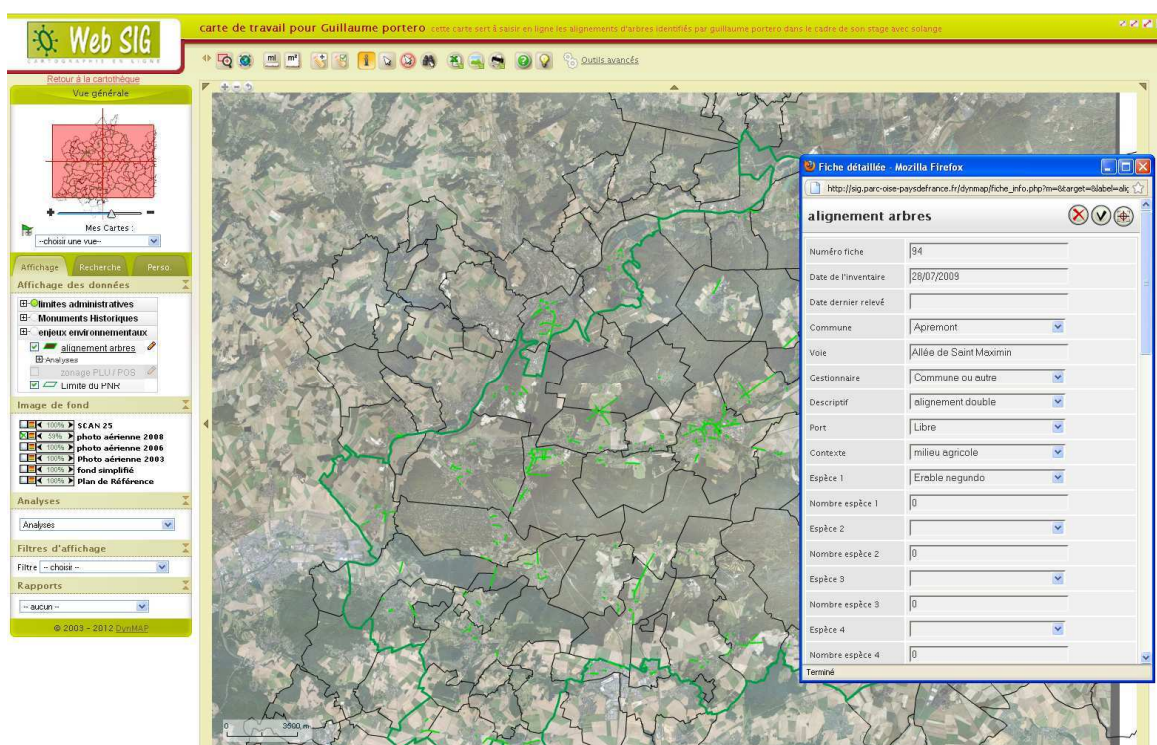 Web SIG
CARTOGRAPHIE EN LIGNE
carte de travail pour Guillaume portero cette carte sert à saisir en ligne les alignements d'arbres identifiés par guillaume portero dans le cadre de son stage avec solange
ml m² Outils avancés
Retour à la cartothèque
Vue générale
+ −
Mes Cartes :
--choisir une vue--
Affichage Recherche Perso.
Affichage des données
limites administratives
Monuments Historiques
enjeux environnementaux
alignement arbres
Analyses
zonage PLU / POS
Limite du PNR
Image de fond
100% SCAN 25
59% photo aérienne 2008
100% photo aérienne 2006
100% Photo aérienne 2003
100% fond simplifié
100% Plan de Référence
Analyses
Analyses
Filtres d'affichage
Filtre -- choisir --
Rapports
-- aucun --
© 2003 - 2012 DynMAP
0 3600 m
Fiche détaillée - Mozilla Firefox
http://sig.parc-oise-paysdefrance.fr/dynmap/fiche_info.php?m=&target=&label=alig
alignement arbres
Numéro fiche 94
Date de l'inventaire 28/07/2009
Date dernier relevé
Commune Apremont
Voie Allée de Saint Maximin
Gestionnaire Commune ou autre
Descriptif alignement double
Port Libre
Contexte milieu agricole
Espèce 1 Erable negundo
Nombre espèce 1 0
Espèce 2
Nombre espèce 2 0
Espèce 3
Nombre espèce 3 0
Espèce 4
Nombre espèce 4 0
Terminé